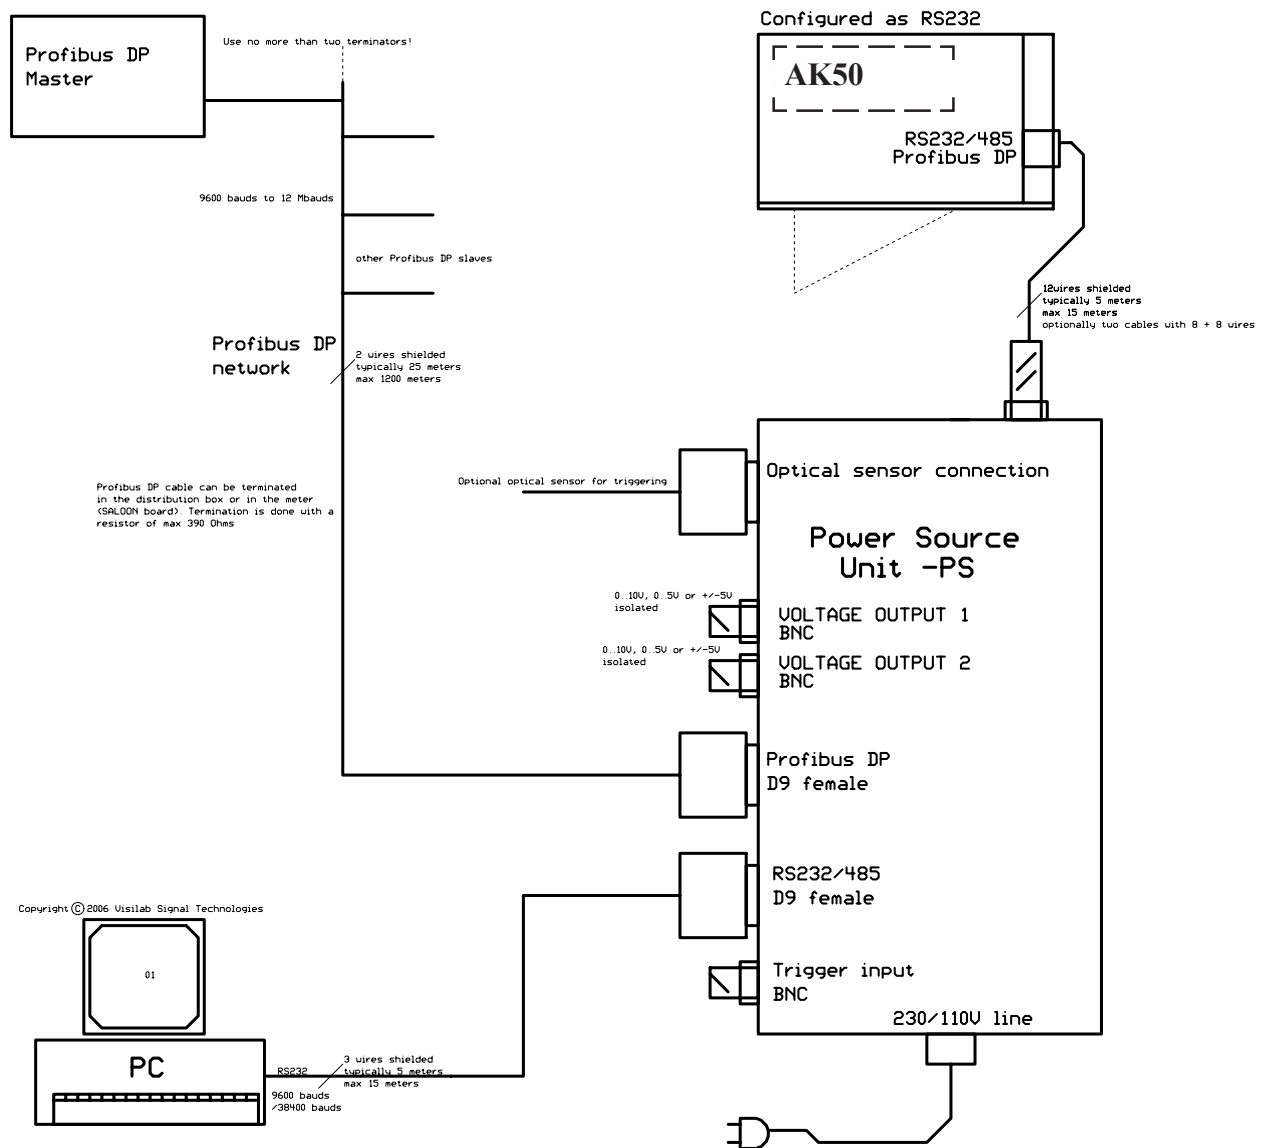 Configured as RS232
Profibus DP
Master
Use no more than two terminators!
AK50
RS232/485
Profibus DP
9600 bauds to 12 Mbauds
other Profibus DP slaves
12wires shielded
typically 5 meters
max 15 meters
optionally two cables with 8 + 8 wires
Profibus DP
network
2 wires shielded
typically 25 meters
max 1200 meters
Optional optical sensor for triggering
Optical sensor connection
Profibus DP cable can be terminated
in the distribution box or in the meter
(SALOON board). Termination is done with a
resistor of max 390 Ohms
Power Source
Unit -PS
0..10V, 0..5V or +/-5V
isolated
VOLTAGE OUTPUT 1
BNC
0..10V, 0..5V or +/-5V
isolated
VOLTAGE OUTPUT 2
BNC
Profibus DP
D9 female
RS232/485
D9 female
Copyright © 2006 Visilab Signal Technologies
01
Trigger input
BNC
230/110V line
PC
RS232
3 wires shielded
typically 5 meters
max 15 meters
9600 bauds
/38400 bauds